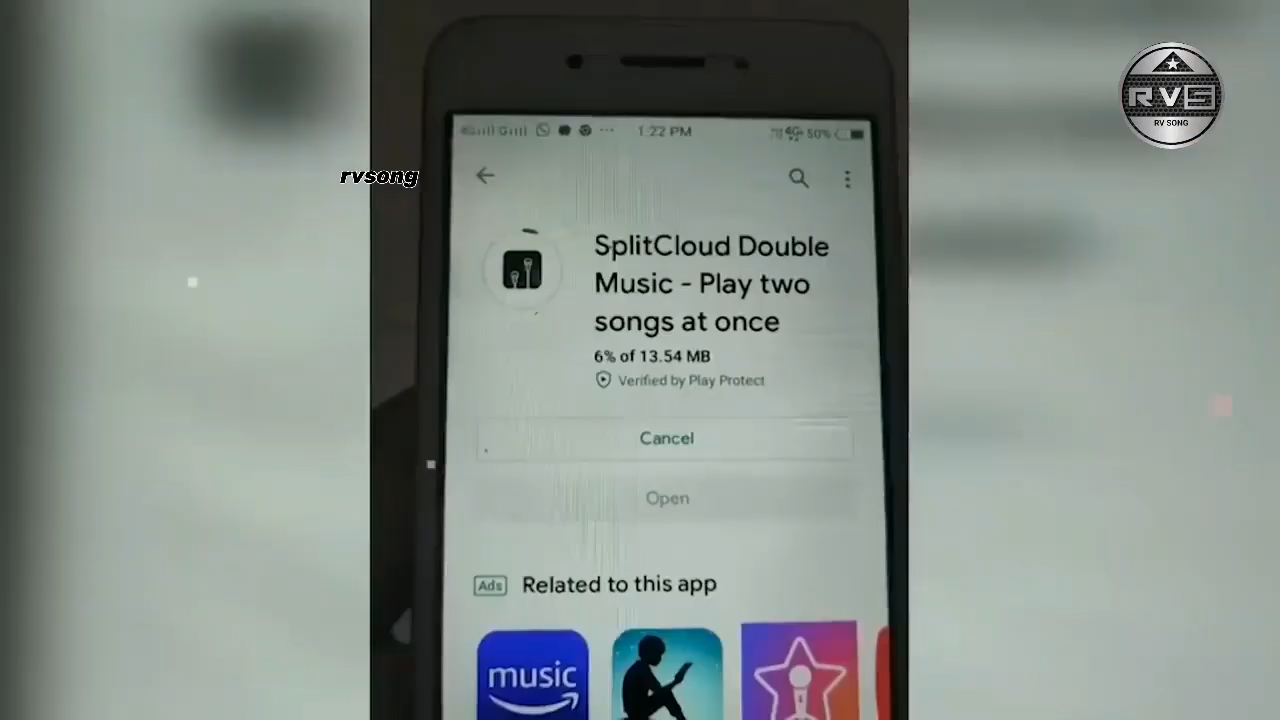 RVS
RV SONG
rvsong
1:22 PM
4G 50%
SplitCloud Double
Music - Play two
songs at once
6% of 13.54 MB
Verified by Play Protect
Cancel
Open
Ads Related to this app
music